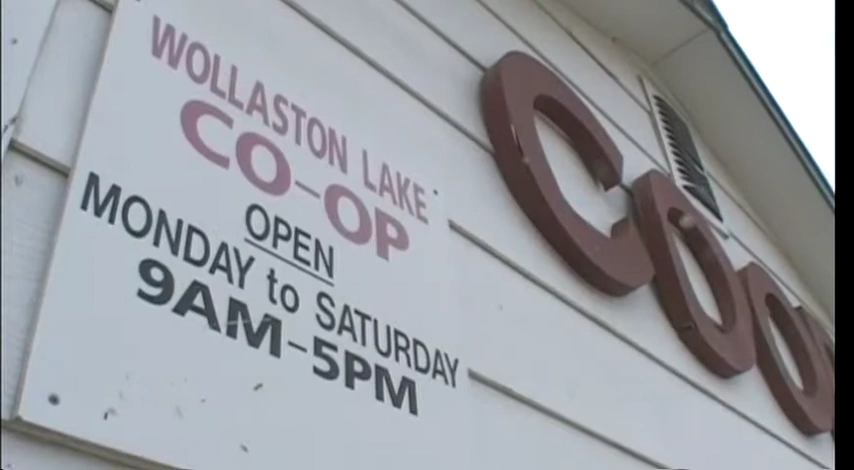 WOLLASTON LAKE
CO-OP
OPEN
MONDAY to SATURDAY
9AM-5PM
COO